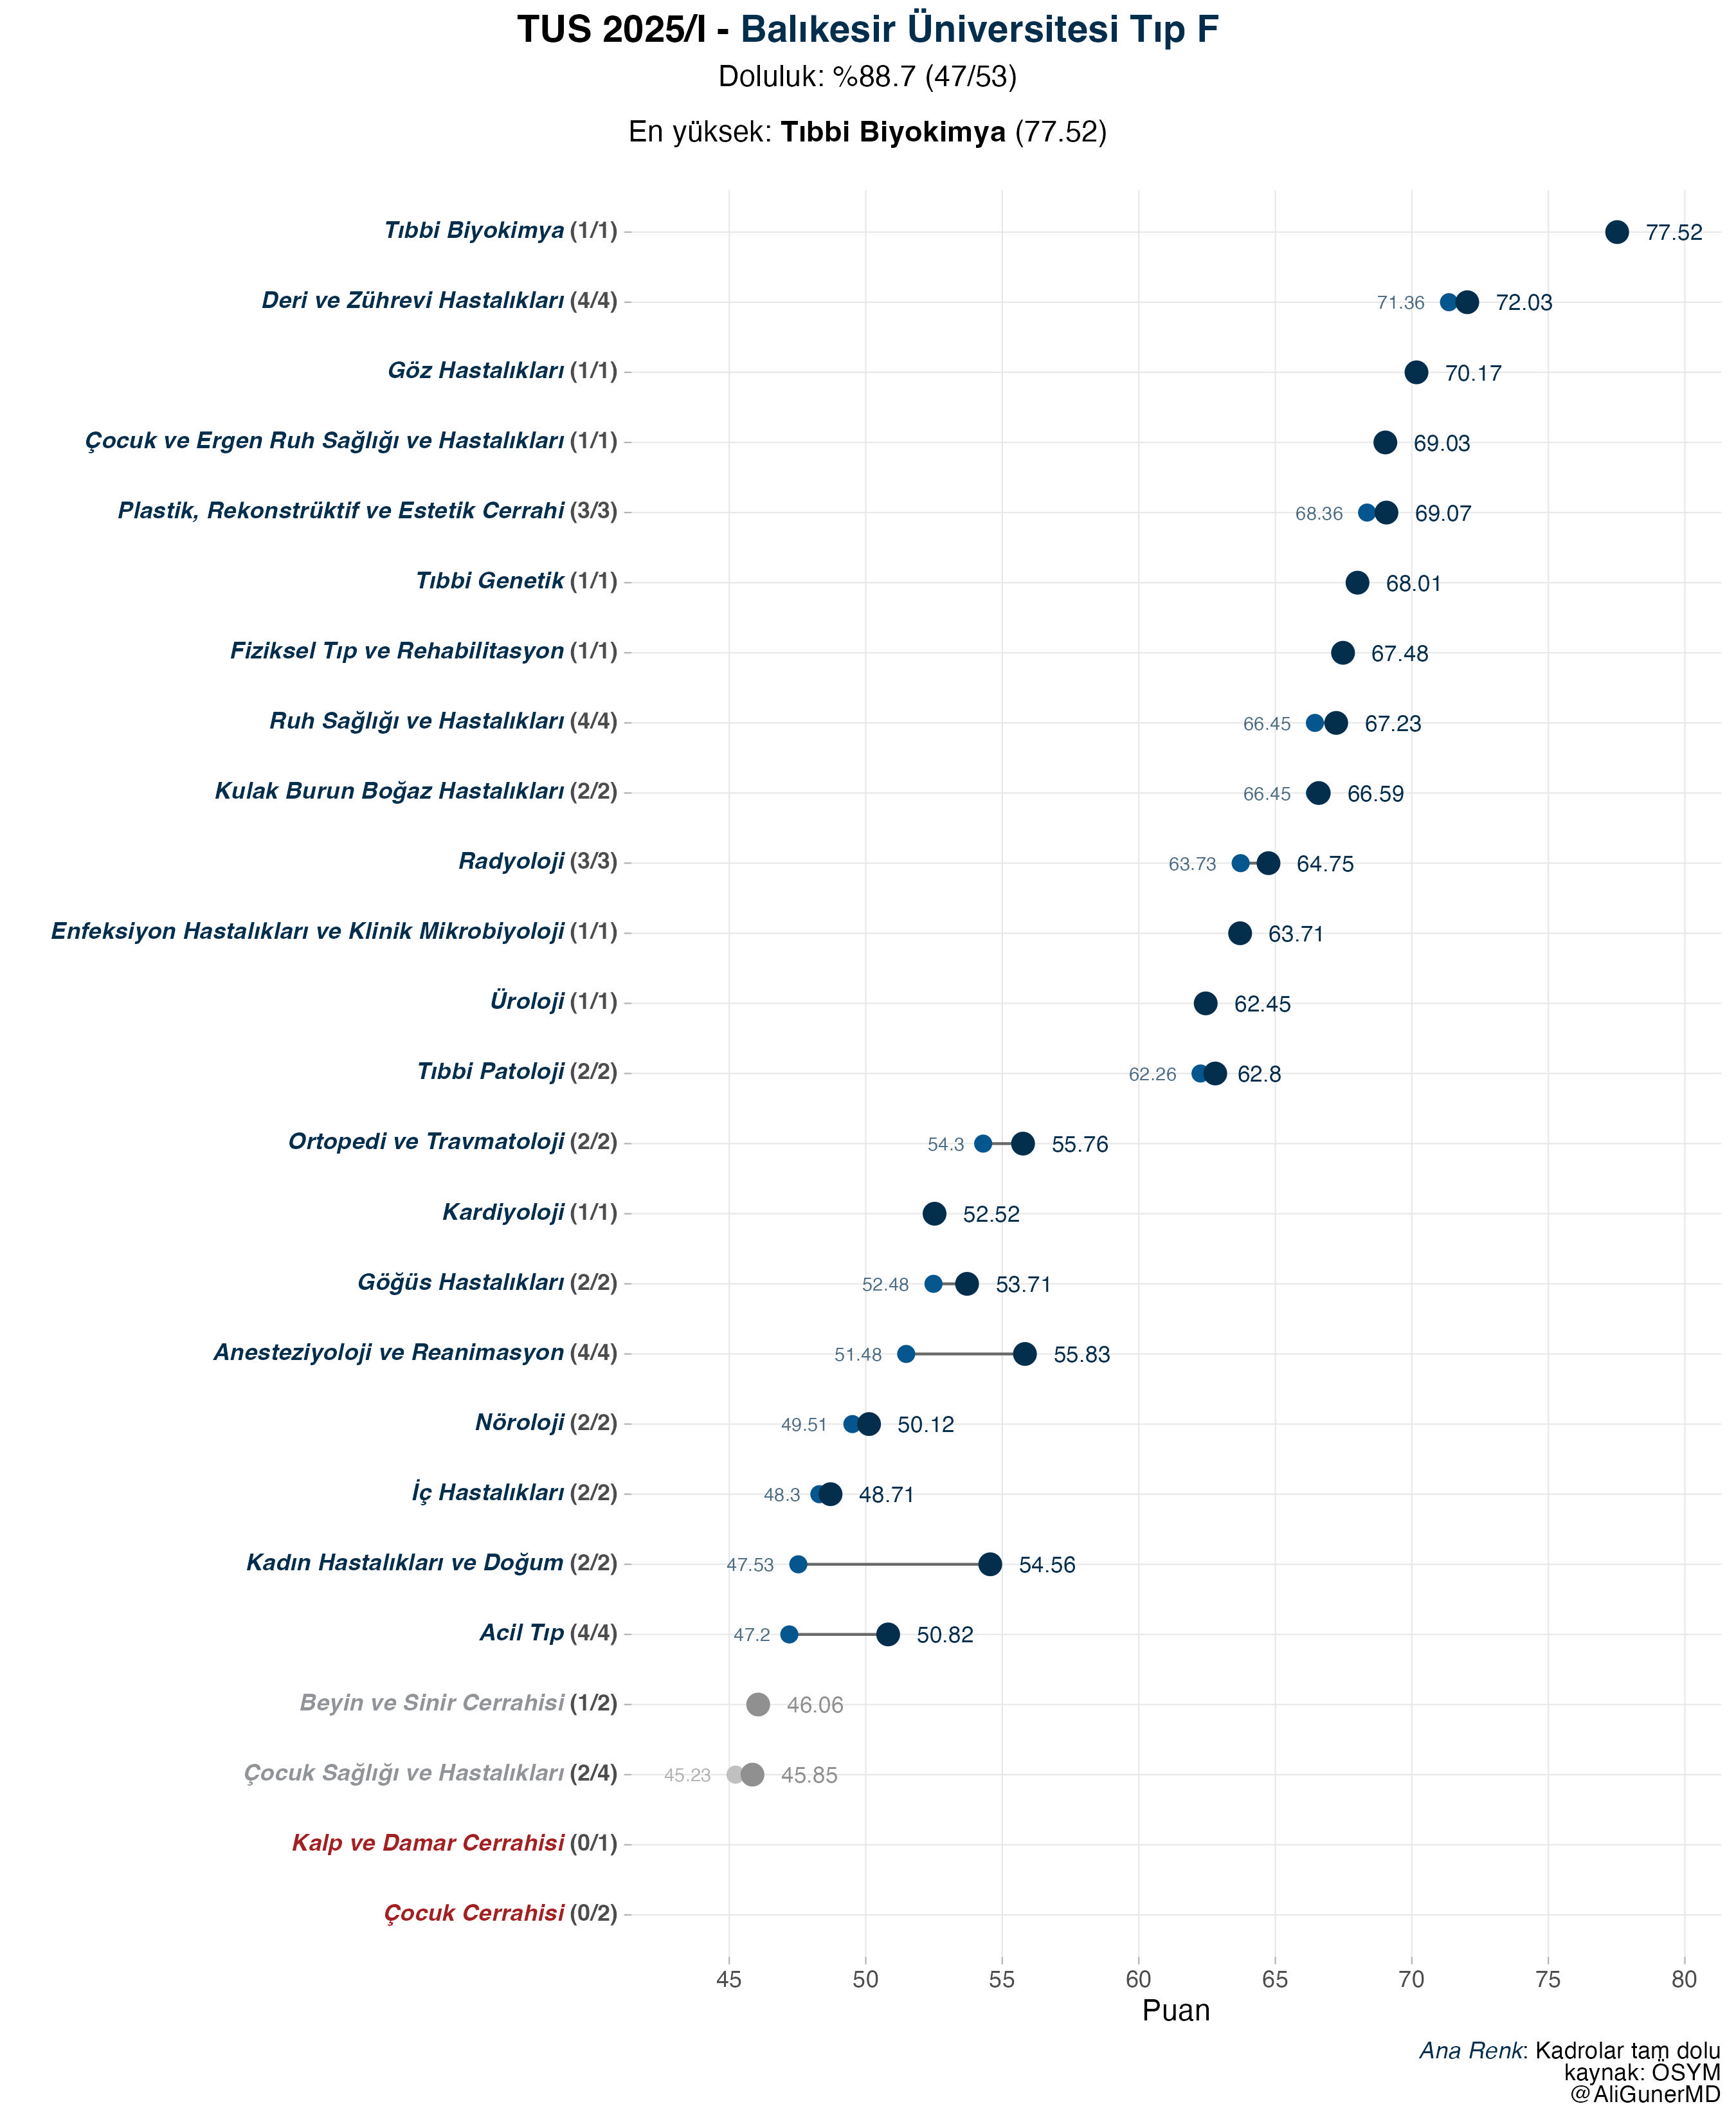 TUS 2025/I - Balıkesir Üniversitesi Tıp F
Doluluk: %88.7 (47/53)
En yüksek: Tıbbi Biyokimya (77.52)
Tıbbi Biyokimya (1/1) 77.52
Deri ve Zührevi Hastalıkları (4/4) 71.36 72.03
Göz Hastalıkları (1/1) 70.17
Çocuk ve Ergen Ruh Sağlığı ve Hastalıkları (1/1) 69.03
Plastik, Rekonstrüktif ve Estetik Cerrahi (3/3) 68.36 69.07
Tıbbi Genetik (1/1) 68.01
Fiziksel Tıp ve Rehabilitasyon (1/1) 67.48
Ruh Sağlığı ve Hastalıkları (4/4) 66.45 67.23
Kulak Burun Boğaz Hastalıkları (2/2) 66.45 66.59
Radyoloji (3/3) 63.73 64.75
Enfeksiyon Hastalıkları ve Klinik Mikrobiyoloji (1/1) 63.71
Üroloji (1/1) 62.45
Tıbbi Patoloji (2/2) 62.26 62.8
Ortopedi ve Travmatoloji (2/2) 54.3 55.76
Kardiyoloji (1/1) 52.52
Göğüs Hastalıkları (2/2) 52.48 53.71
Anesteziyoloji ve Reanimasyon (4/4) 51.48 55.83
Nöroloji (2/2) 49.51 50.12
İç Hastalıkları (2/2) 48.3 48.71
Kadın Hastalıkları ve Doğum (2/2) 47.53 54.56
Acil Tıp (4/4) 47.2 50.82
Beyin ve Sinir Cerrahisi (1/2) 46.06
Çocuk Sağlığı ve Hastalıkları (2/4) 45.23 45.85
Kalp ve Damar Cerrahisi (0/1)
Çocuk Cerrahisi (0/2)
45 50 55 60 65 70 75 80
Puan
Ana Renk: Kadrolar tam dolu
kaynak: ÖSYM
@AliGunerMD